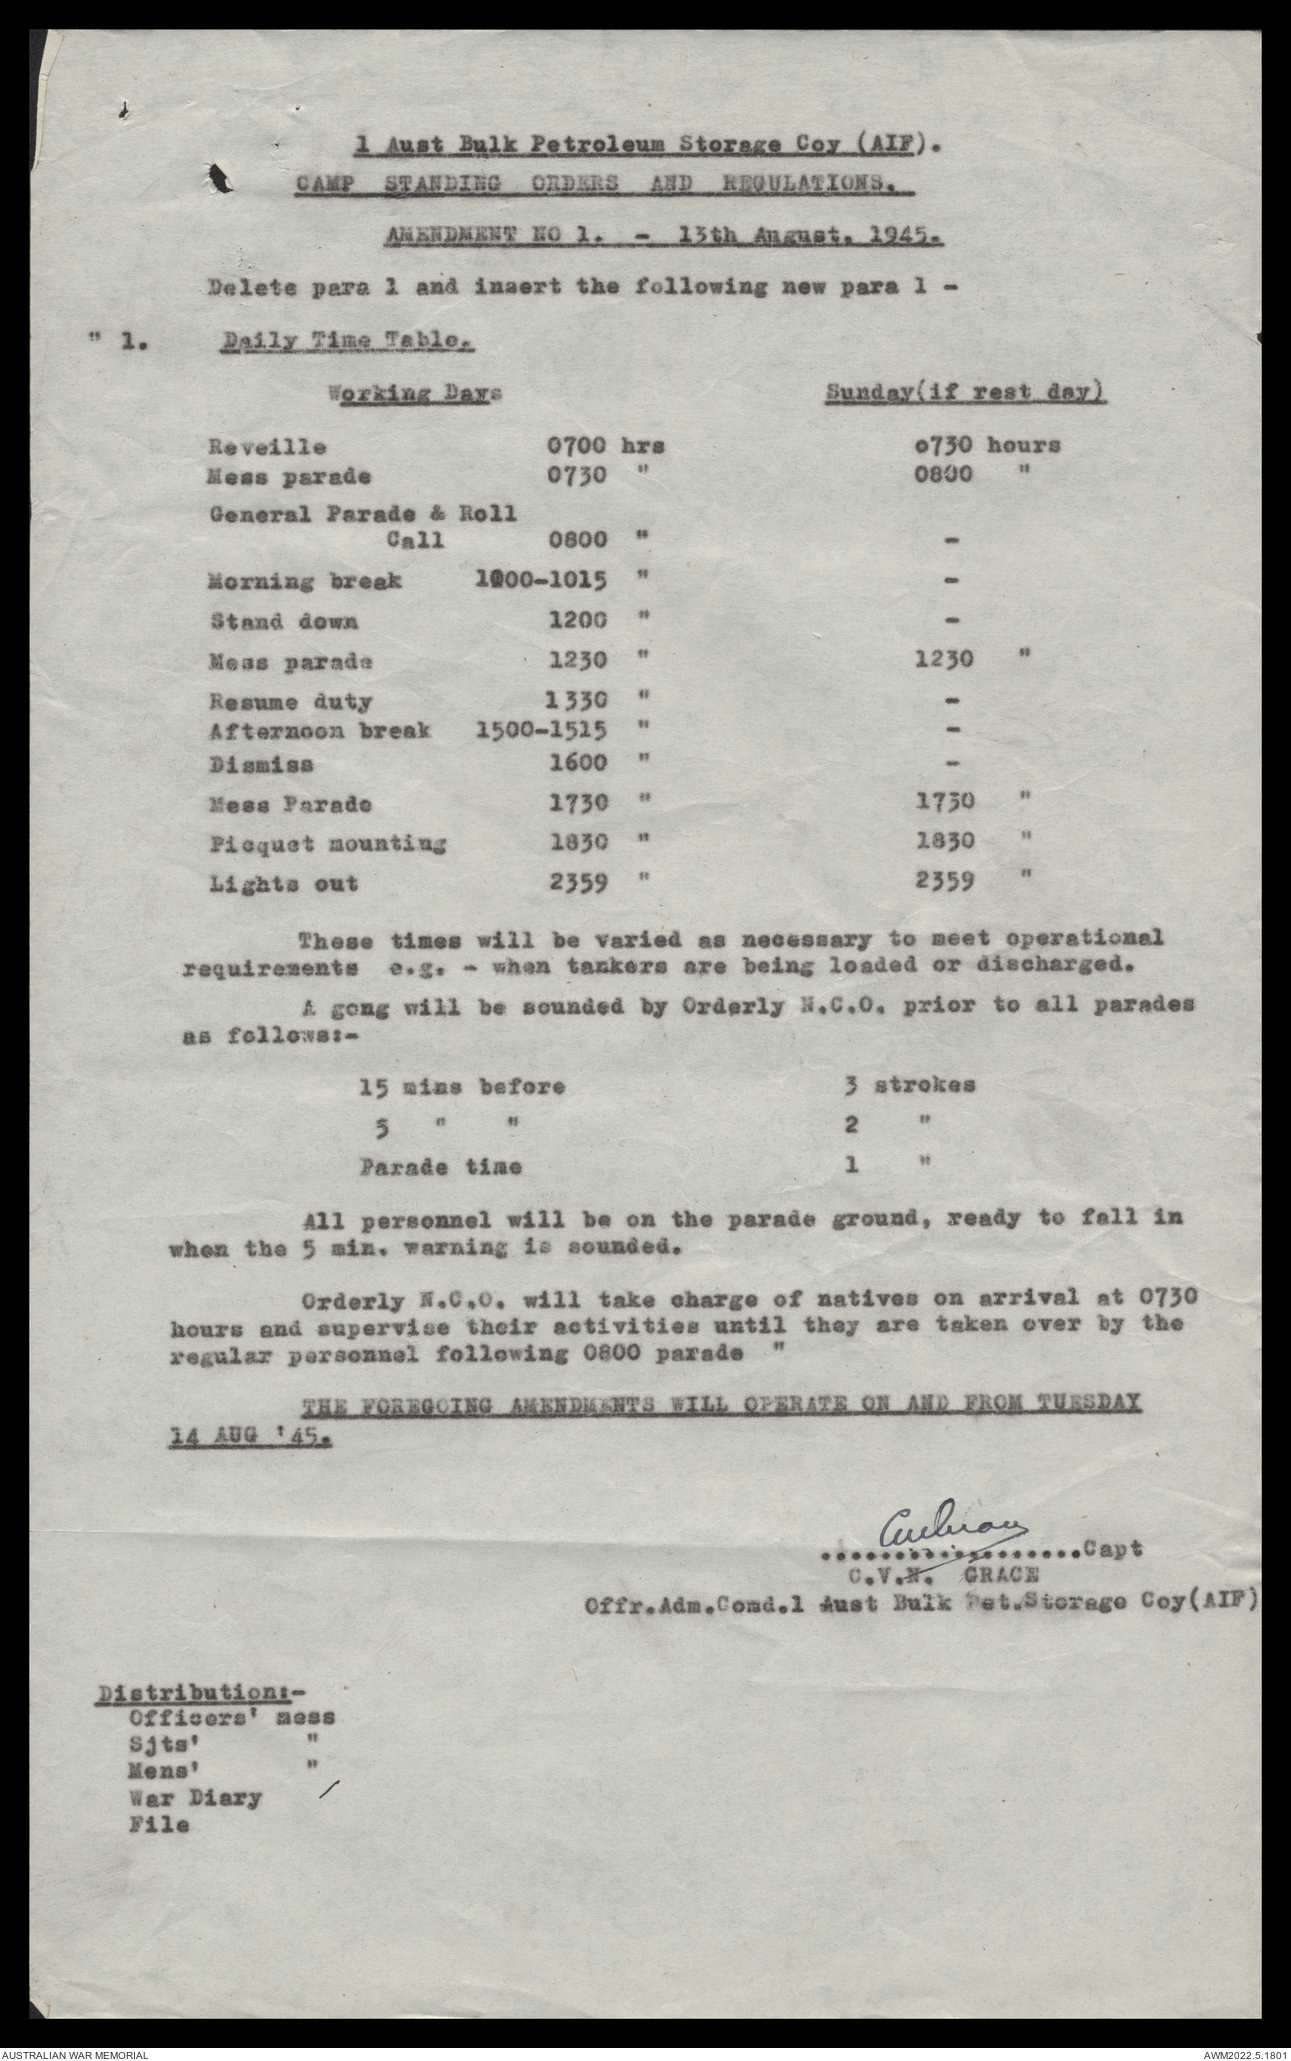 1 Aust Bulk Petroleum Storage Coy (AIF).
CAMP STANDING ORDERS AND REGULATIONS.
AMENDMENT NO 1. - 13th August, 1945.
Delete para 1 and insert the following new para 1 -
" 1. Daily Time Table.
Working Days Sunday(if rest day)
Reveille 0700 hrs 0730 hours
Mess parade 0730 " 0800 "
General Parade & Roll
Call 0800 " -
Morning break 1000-1015 " -
Stand down 1200 " -
Mess parade 1230 " 1230 "
Resume duty 1330 " -
Afternoon break 1500-1515 " -
Dismiss 1600 " -
Mess Parade 1730 " 1730 "
Picquet mounting 1830 " 1830 "
Lights out 2359 " 2359 "
These times will be varied as necessary to meet operational
requirements e.g. - when tankers are being loaded or discharged.
A gong will be sounded by Orderly N.C.O. prior to all parades
as follows:-
15 mins before 3 strokes
5 " " 2 "
Parade time 1 "
All personnel will be on the parade ground, ready to fall in
when the 5 min. warning is sounded.
Orderly N.C.O. will take charge of natives on arrival at 0730
hours and supervise their activities until they are taken over by the
regular personnel following 0800 parade "
THE FOREGOING AMENDMENTS WILL OPERATE ON AND FROM TUESDAY
14 AUG '45.
..................Capt
C.V.N. GRACE
Offr.Adm.Comd.1 Aust Bulk Pet.Storage Coy(AIF)
Distribution:-
Officers' mess
Sjts' "
Mens' "
War Diary /
File
AUSTRALIAN WAR MEMORIAL AWM2022.5.1801